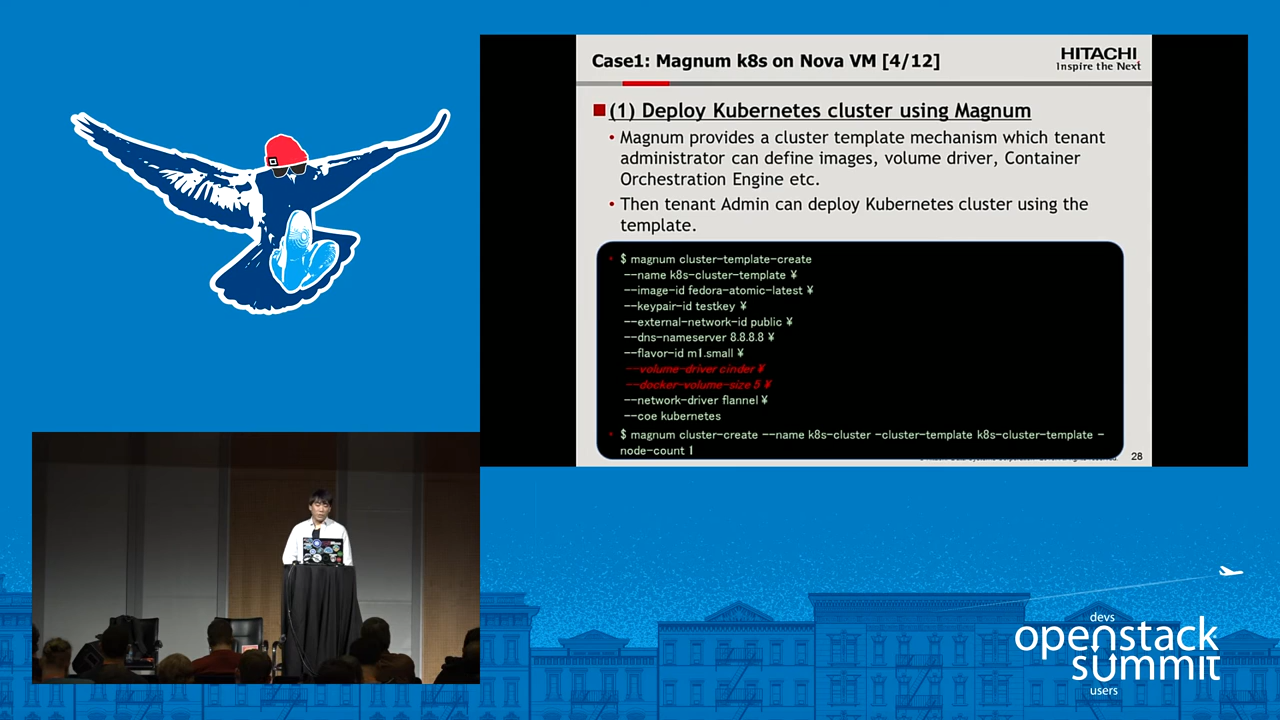 Case1: Magnum k8s on Nova VM [4/12]
HITACHI
Inspire the Next
(1) Deploy Kubernetes cluster using Magnum
• Magnum provides a cluster template mechanism which tenant
administrator can define images, volume driver, Container
Orchestration Engine etc.
• Then tenant Admin can deploy Kubernetes cluster using the
template.
• $ magnum cluster-template-create
--name k8s-cluster-template ¥
--image-id fedora-atomic-latest ¥
--keypair-id testkey ¥
--external-network-id public ¥
--dns-nameserver 8.8.8.8 ¥
--flavor-id m1.small ¥
--volume-driver cinder ¥
--docker-volume-size 5 ¥
--network-driver flannel ¥
--coe kubernetes
• $ magnum cluster-create --name k8s-cluster -cluster-template k8s-cluster-template -
node-count 1
28
devs
openstack
summit
users